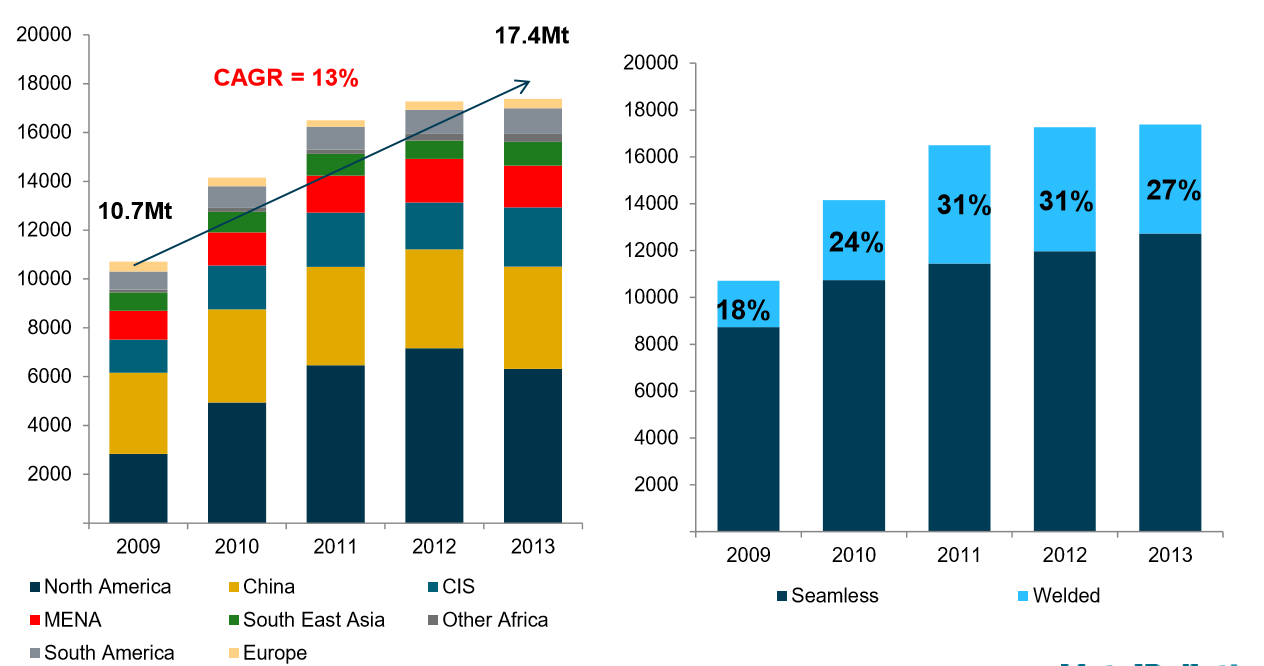 20000
18000
16000
14000
12000
10000
8000
6000
4000
2000
17.4Mt
CAGR = 13%
10.7Mt
2009 2010 2011 2012 2013
North America China CIS
MENA South East Asia Other Africa
South America Europe
20000
18000
16000
14000
12000
10000
8000
6000
4000
2000
18% 24% 31% 31% 27%
2009 2010 2011 2012 2013
Seamless Welded